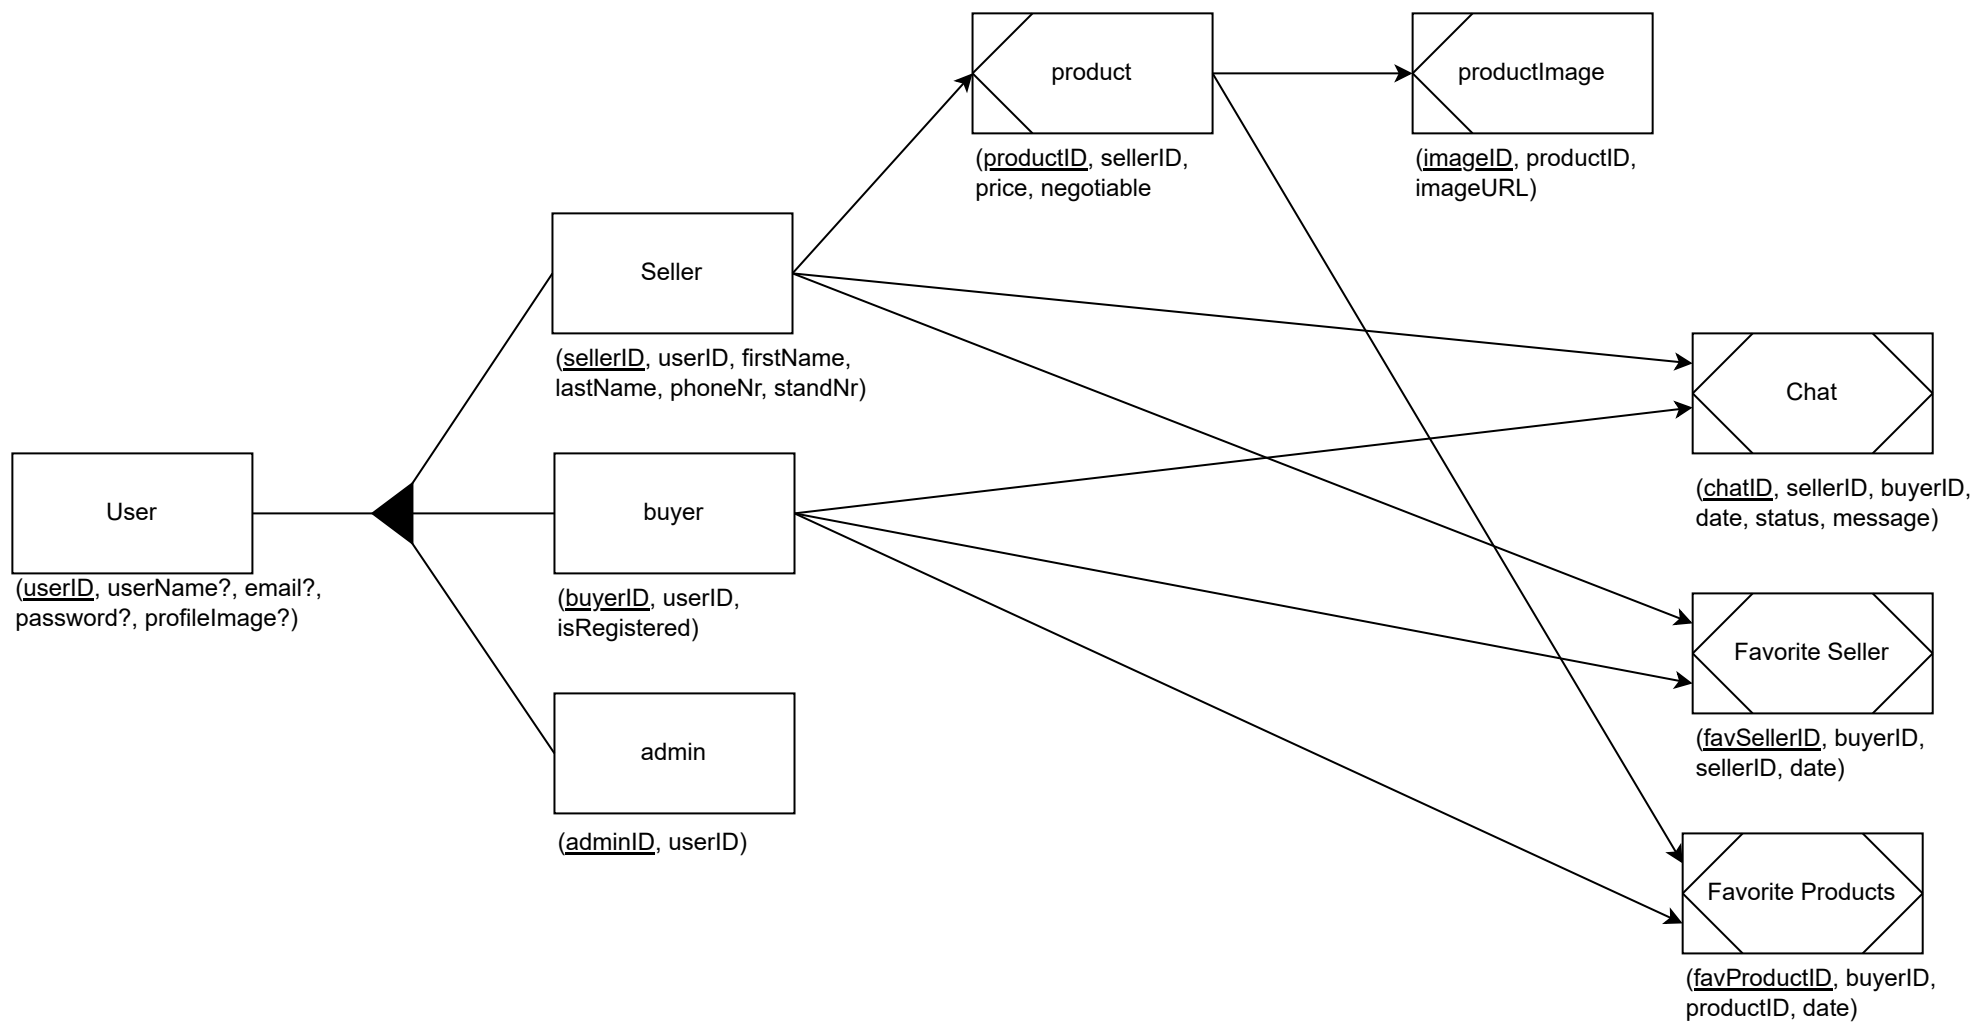 product
(productID, sellerID,
price, negotiable
productImage
(imageID, productID,
imageURL)
Seller
(sellerID, userID, firstName,
lastName, phoneNr, standNr)
Chat
(chatID, sellerID, buyerID,
date, status, message)
User
(userID, userName?, email?,
password?, profileImage?)
buyer
(buyerID, userID,
isRegistered)
Favorite Seller
(favSellerID, buyerID,
sellerID, date)
admin
(adminID, userID)
Favorite Products
(favProductID, buyerID,
productID, date)